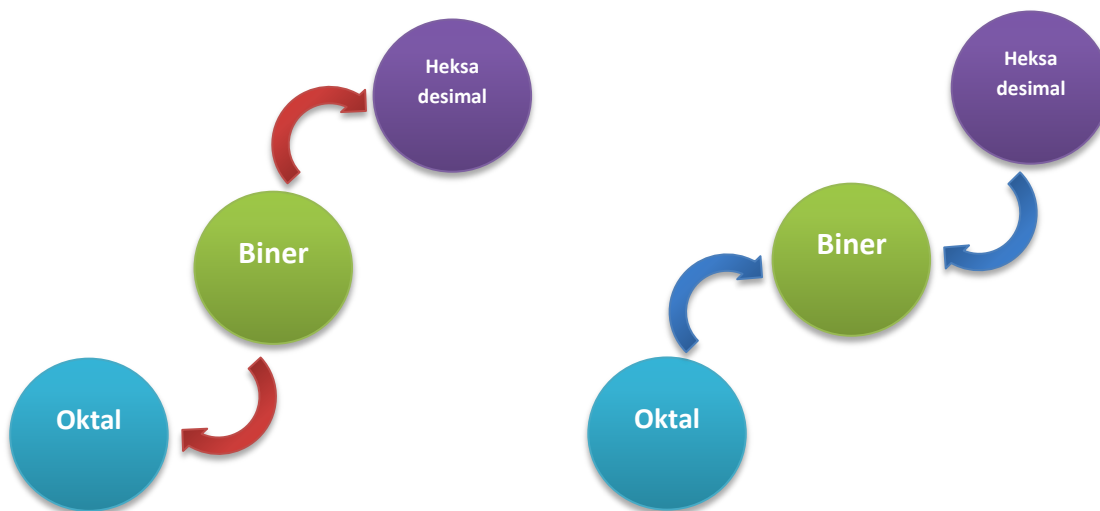 Heksa
desimal
Biner
Oktal
Heksa
desimal
Biner
Oktal